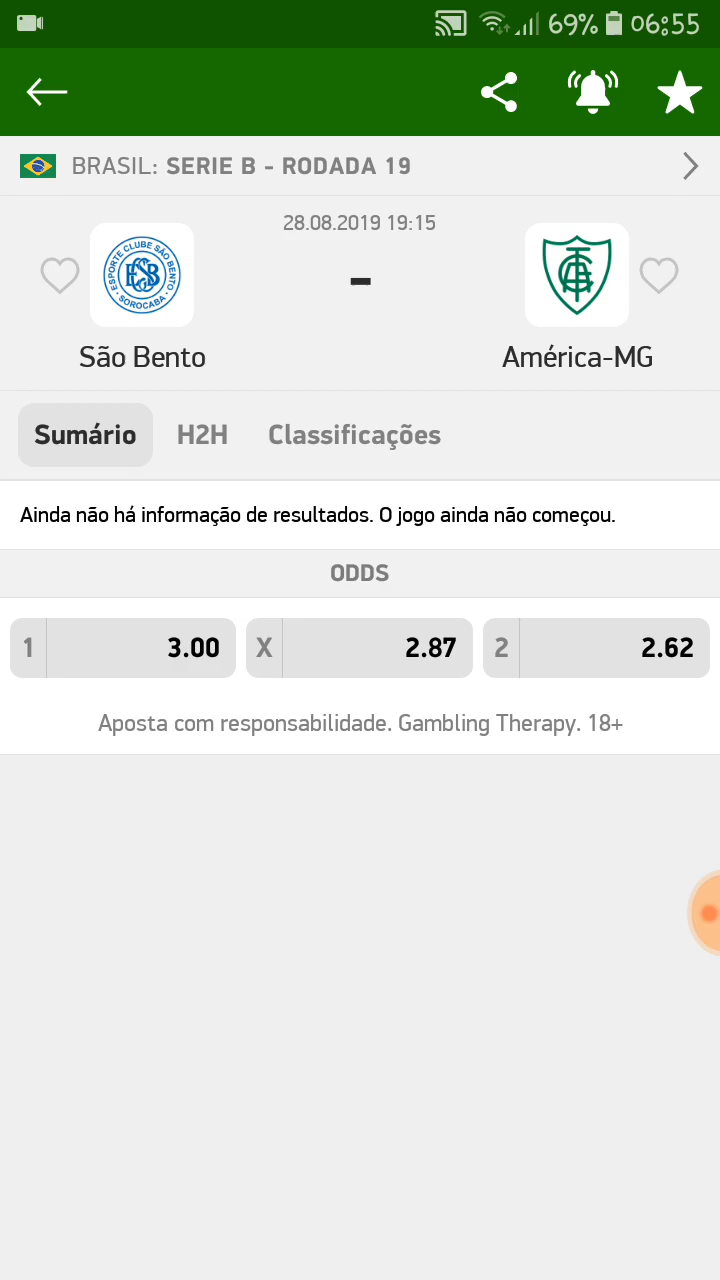 69% 06:55
BRASIL: SERIE B - RODADA 19
28.08.2019 19:15
ESPORTE CLUBE SÃO BENTO
ECSB
SOROCABA
-
São Bento
América-MG
Sumário H2H Classificações
Ainda não há informação de resultados. O jogo ainda não começou.
ODDS
1 3.00 X 2.87 2 2.62
Aposta com responsabilidade. Gambling Therapy. 18+